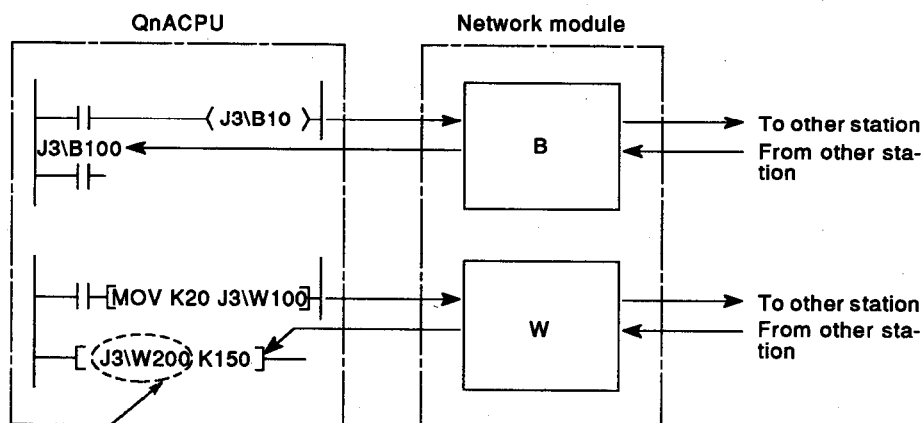 QnACPU
Network module
J3\B10
J3\B100
B
To other station
From other sta-
tion
MOV K20 J3\W100
J3\W200 K150
W
To other station
From other sta-
tion